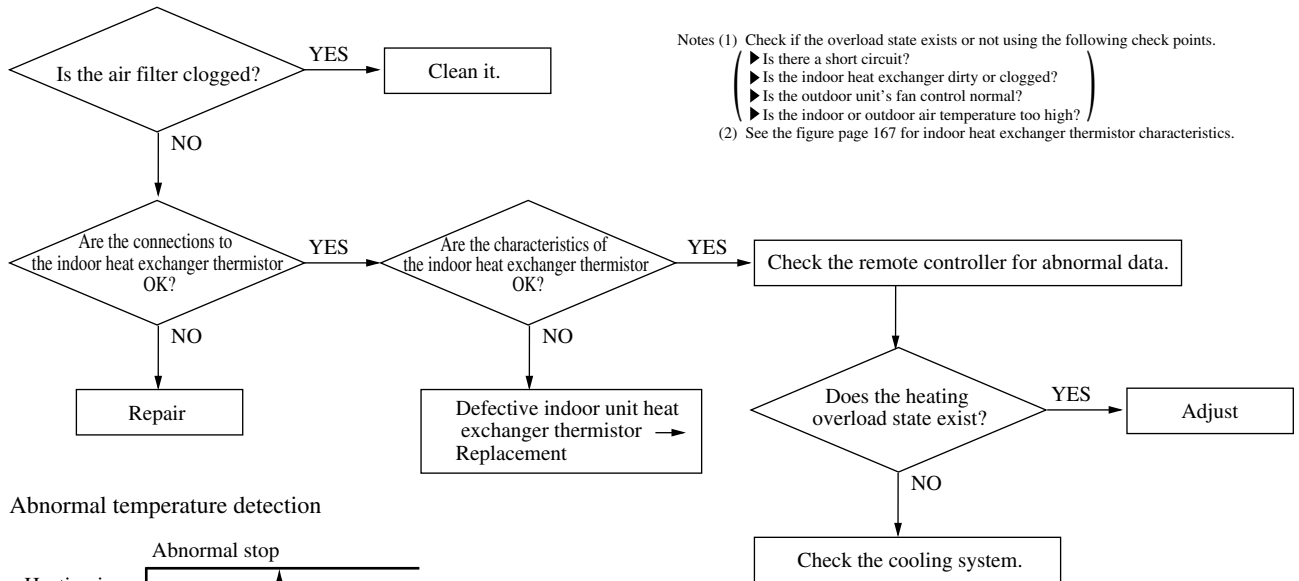 Is the air filter clogged?
YES
Clean it.
NO
Notes (1) Check if the overload state exists or not using the following check points.
Is there a short circuit?
Is the indoor heat exchanger dirty or clogged?
Is the outdoor unit's fan control normal?
Is the indoor or outdoor air temperature too high?
(2) See the figure page 167 for indoor heat exchanger thermistor characteristics.
Are the connections to
the indoor heat exchanger thermistor
OK?
YES
NO
Repair
Are the characteristics of
the indoor heat exchanger thermistor
OK?
YES
NO
Defective indoor unit heat
exchanger thermistor
Replacement
Check the remote controller for abnormal data.
Does the heating
overload state exist?
YES
Adjust
NO
Check the cooling system.
Abnormal temperature detection
Abnormal stop